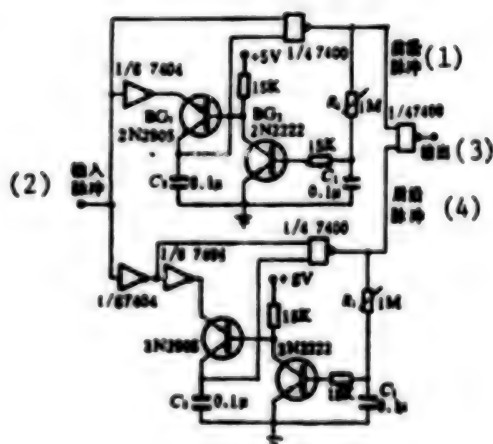 1/4 7400
前沿
脉冲
(1)
+5V
1/6 7404
15K
1M
BG₁
2N2905
BG₂
2N2222
1/4 7400
15K
(2)
输入
脉冲
C₂ 0.1μ
C₁
0.1μ
输出
(3)
后沿
脉冲
(4)
1/4 7400
1/6 7404
+5V
1/6 7404
15K
1M
2N2905
2N2222
15K
C₂ 0.1μ
C₁
0.1μ